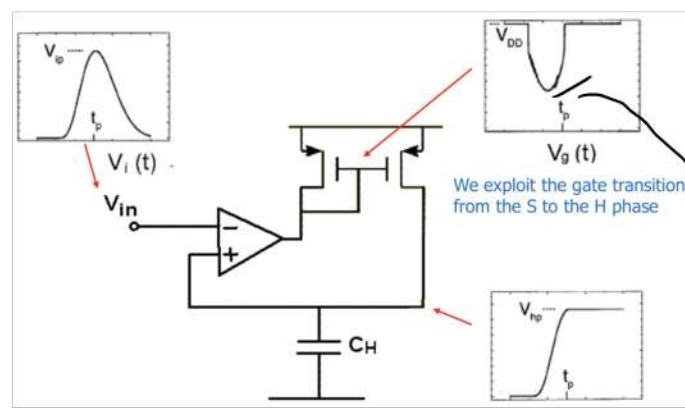 V_ip
t_p
V_i (t)
V_in
−
+
C_H
V_DD
t_p
V_g (t)
We exploit the gate transition
from the S to the H phase
V_hp
t_p